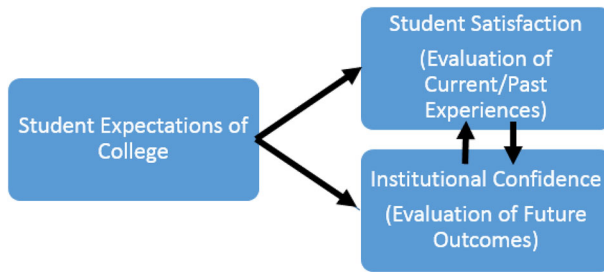 Student Expectations of
College
Student Satisfaction
(Evaluation of
Current/Past
Experiences)
Institutional Confidence
(Evaluation of Future
Outcomes)